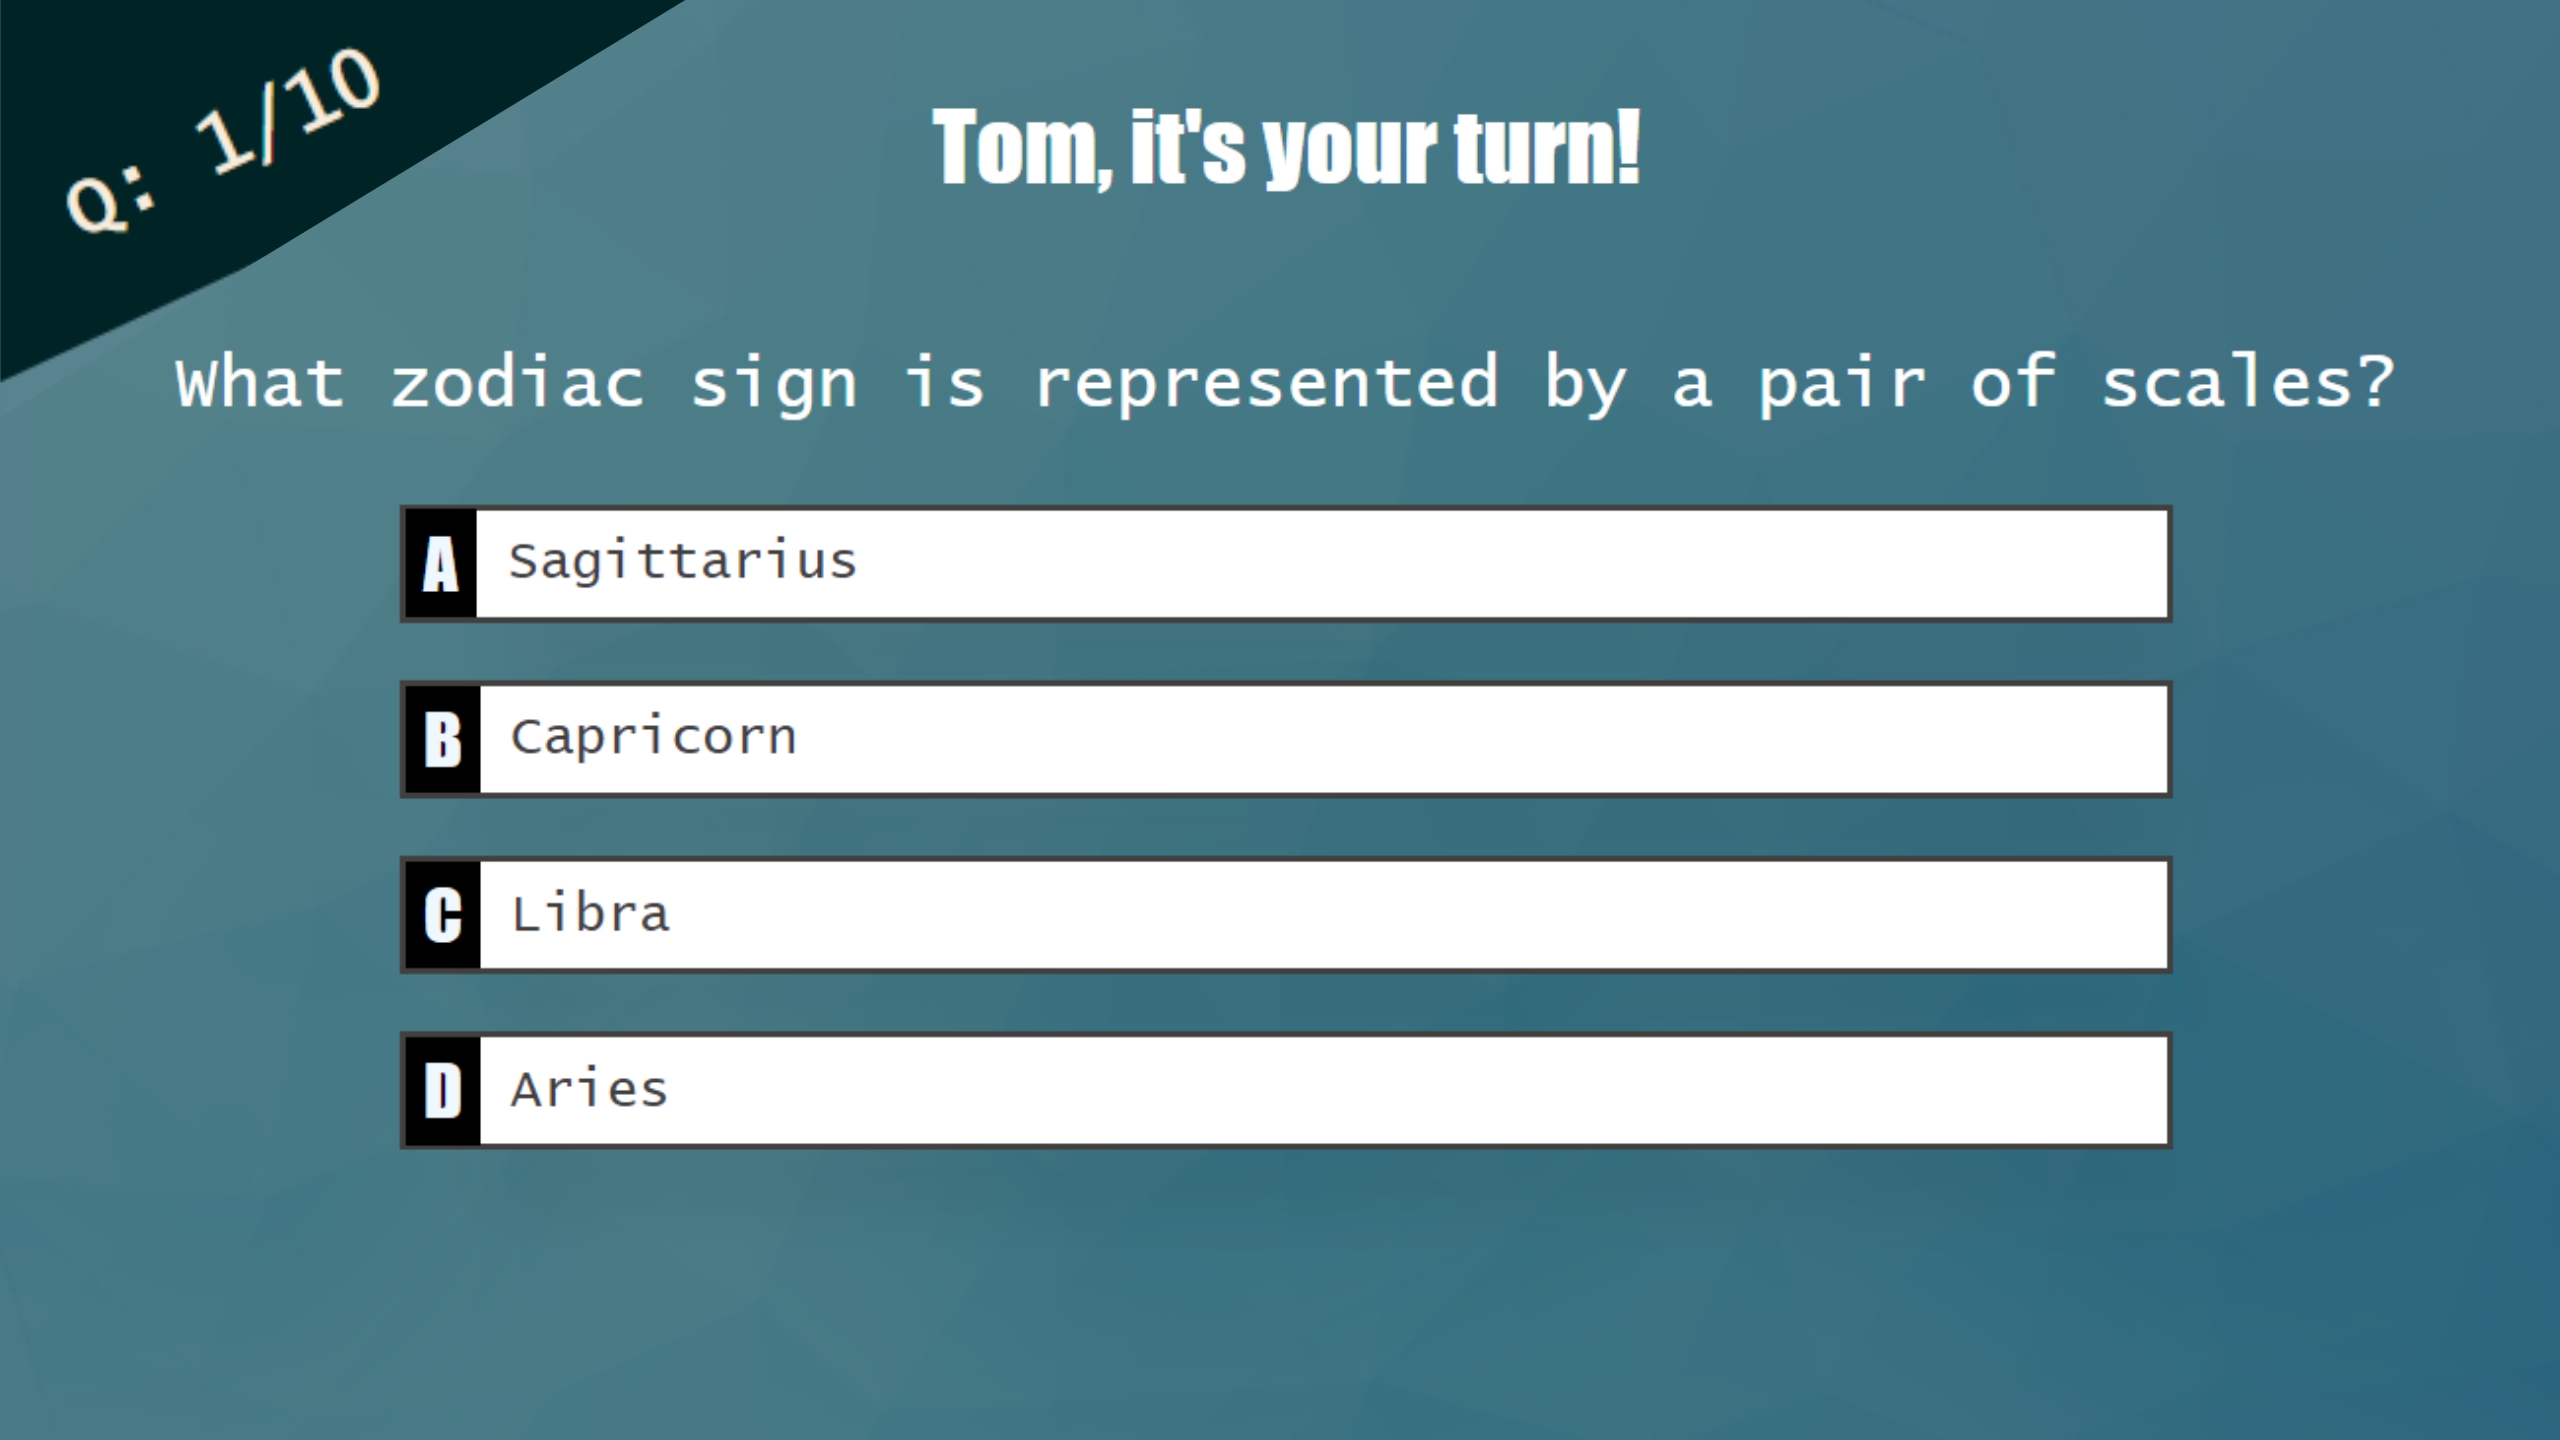 Q: 1/10
Tom, it's your turn!
What zodiac sign is represented by a pair of scales?
A Sagittarius
B Capricorn
C Libra
D Aries